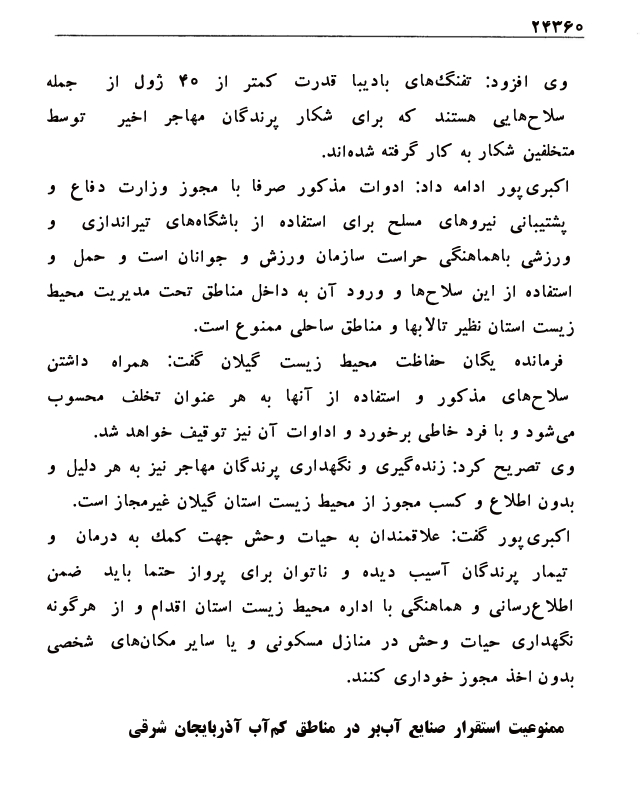 ۲۴۳۶۰
وی افزود: تفنگ‌های بادیبا قدرت کمتر از ۴۰ ژول از جمله
سلاح‌هایی هستند که برای شکار پرندگان مهاجر اخیر توسط
متخلفین شکار به کار گرفته شده‌اند.
اکبری‌پور ادامه داد: ادوات مذکور صرفا با مجوز وزارت دفاع و
پشتیبانی نیروهای مسلح برای استفاده از باشگاه‌های تیراندازی و
ورزشی باهماهنگی حراست سازمان ورزش و جوانان است و حمل و
استفاده از این سلاح‌ها و ورود آن به داخل مناطق تحت مدیریت محیط
زیست استان نظیر تالابها و مناطق ساحلی ممنوع است.
فرمانده یگان حفاظت محیط زیست گیلان گفت: همراه داشتن
سلاح‌های مذکور و استفاده از آنها به هر عنوان تخلف محسوب
می‌شود و با فرد خاطی برخورد و اداوات آن نیز توقیف خواهد شد.
وی تصریح کرد: زنده‌گیری و نگهداری پرندگان مهاجر نیز به هر دلیل و
بدون اطلاع و کسب مجوز از محیط زیست استان گیلان غیرمجاز است.
اکبری‌پور گفت: علاقمندان به حیات وحش جهت کمك به درمان و
تیمار پرندگان آسیب دیده و ناتوان برای پرواز حتما باید ضمن
اطلاع‌رسانی و هماهنگی با اداره محیط زیست استان اقدام و از هرگونه
نگهداری حیات وحش در منازل مسکونی و یا سایر مکان‌های شخصی
بدون اخذ مجوز خوداری کنند.
ممنوعیت استقرار صنایع آب‌بر در مناطق کم‌آب آذربایجان شرقی